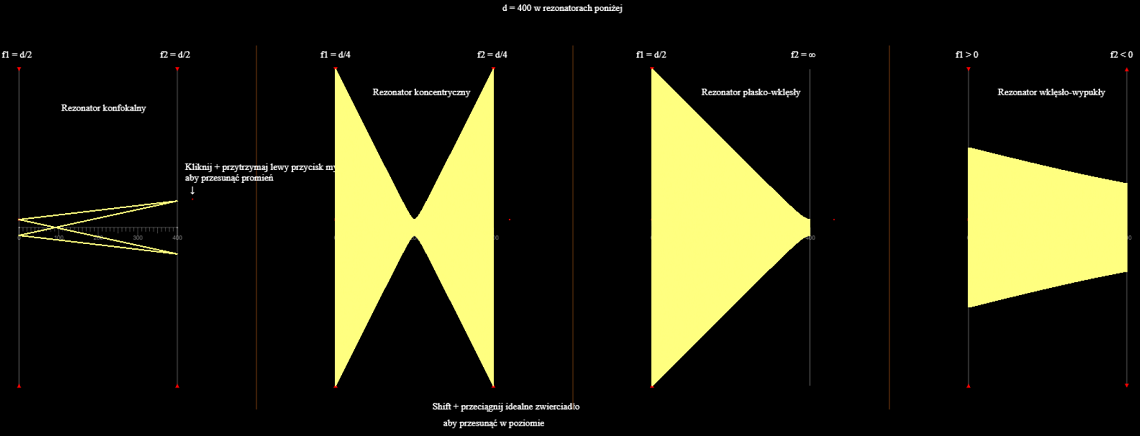 d = 400 w rezonatorach poniżej
f1 = d/2
f2 = d/2
f1 = d/4
f2 = d/4
f1 = d/2
f2 = ∞
f1 > 0
f2 < 0
Rezonator konfokalny
Rezonator koncentryczny
Rezonator płasko-wklęsły
Rezonator wklęsło-wypukły
Kliknij + przytrzymaj lewy przycisk my
aby przesunąć promień
↓
0 100 300 400
Shift + przeciągnij idealne zwierciadło
aby przesunąć w poziomie